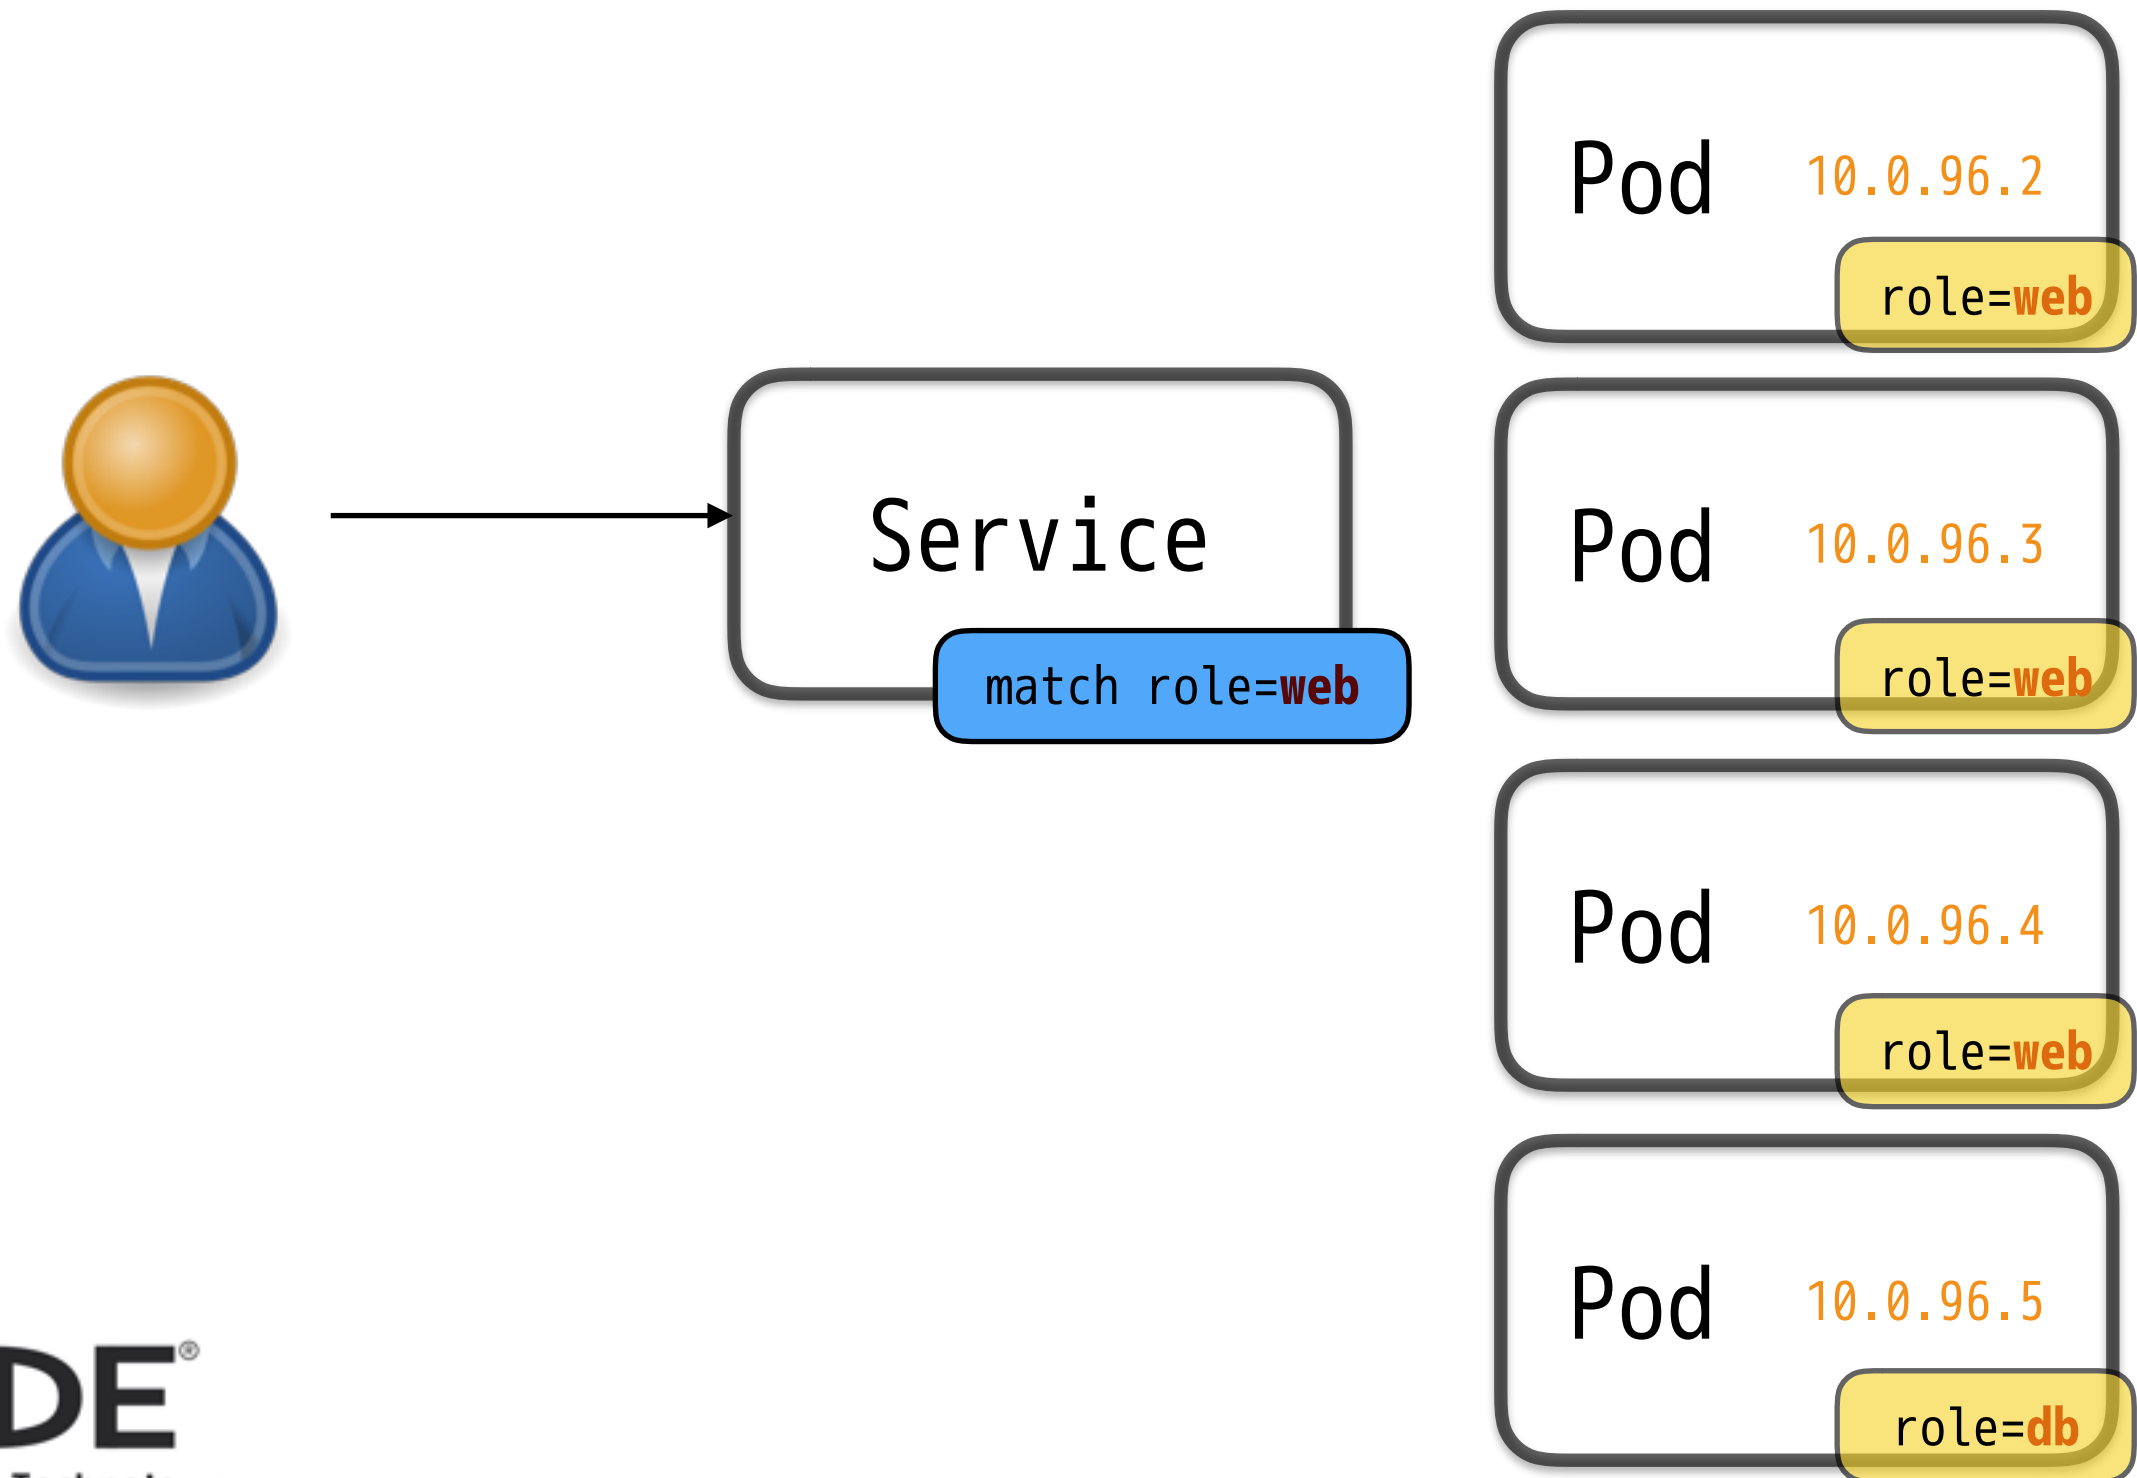 Pod 10.0.96.2
role=web
Service
match role=web
Pod 10.0.96.3
role=web
Pod 10.0.96.4
role=web
Pod 10.0.96.5
role=db
DE®